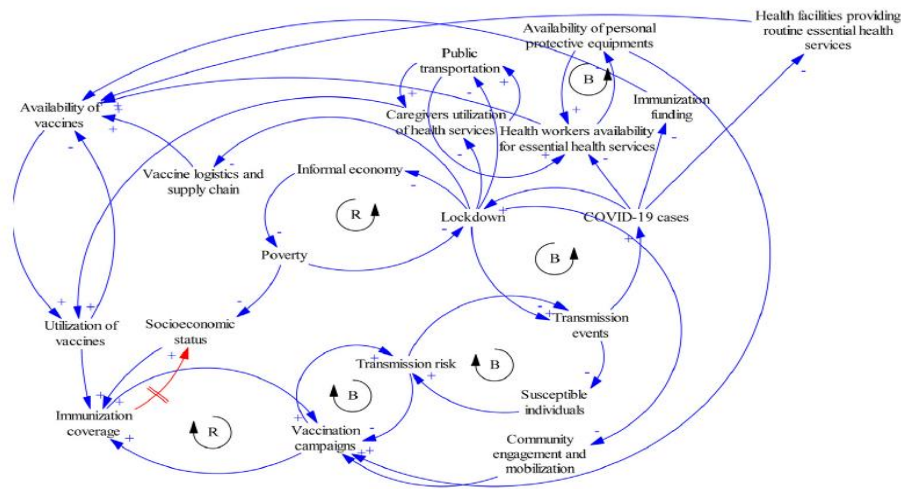 Health facilities providing
routine essential health
services
Availability of personal
protective equipments
Public
transportation
B
Immunization
funding
Availability of
vaccines
Caregivers utilization
of health services
Health workers availability
for essential health services
Vaccine logistics and
supply chain
Informal economy
R
Lockdown
COVID-19 cases
Poverty
B
Utilization of
vaccines
Socioeconomic
status
Transmission
events
Transmission risk
B
B
Susceptible
individuals
Immunization
coverage
R
Vaccination
campaigns
Community
engagement and
mobilization